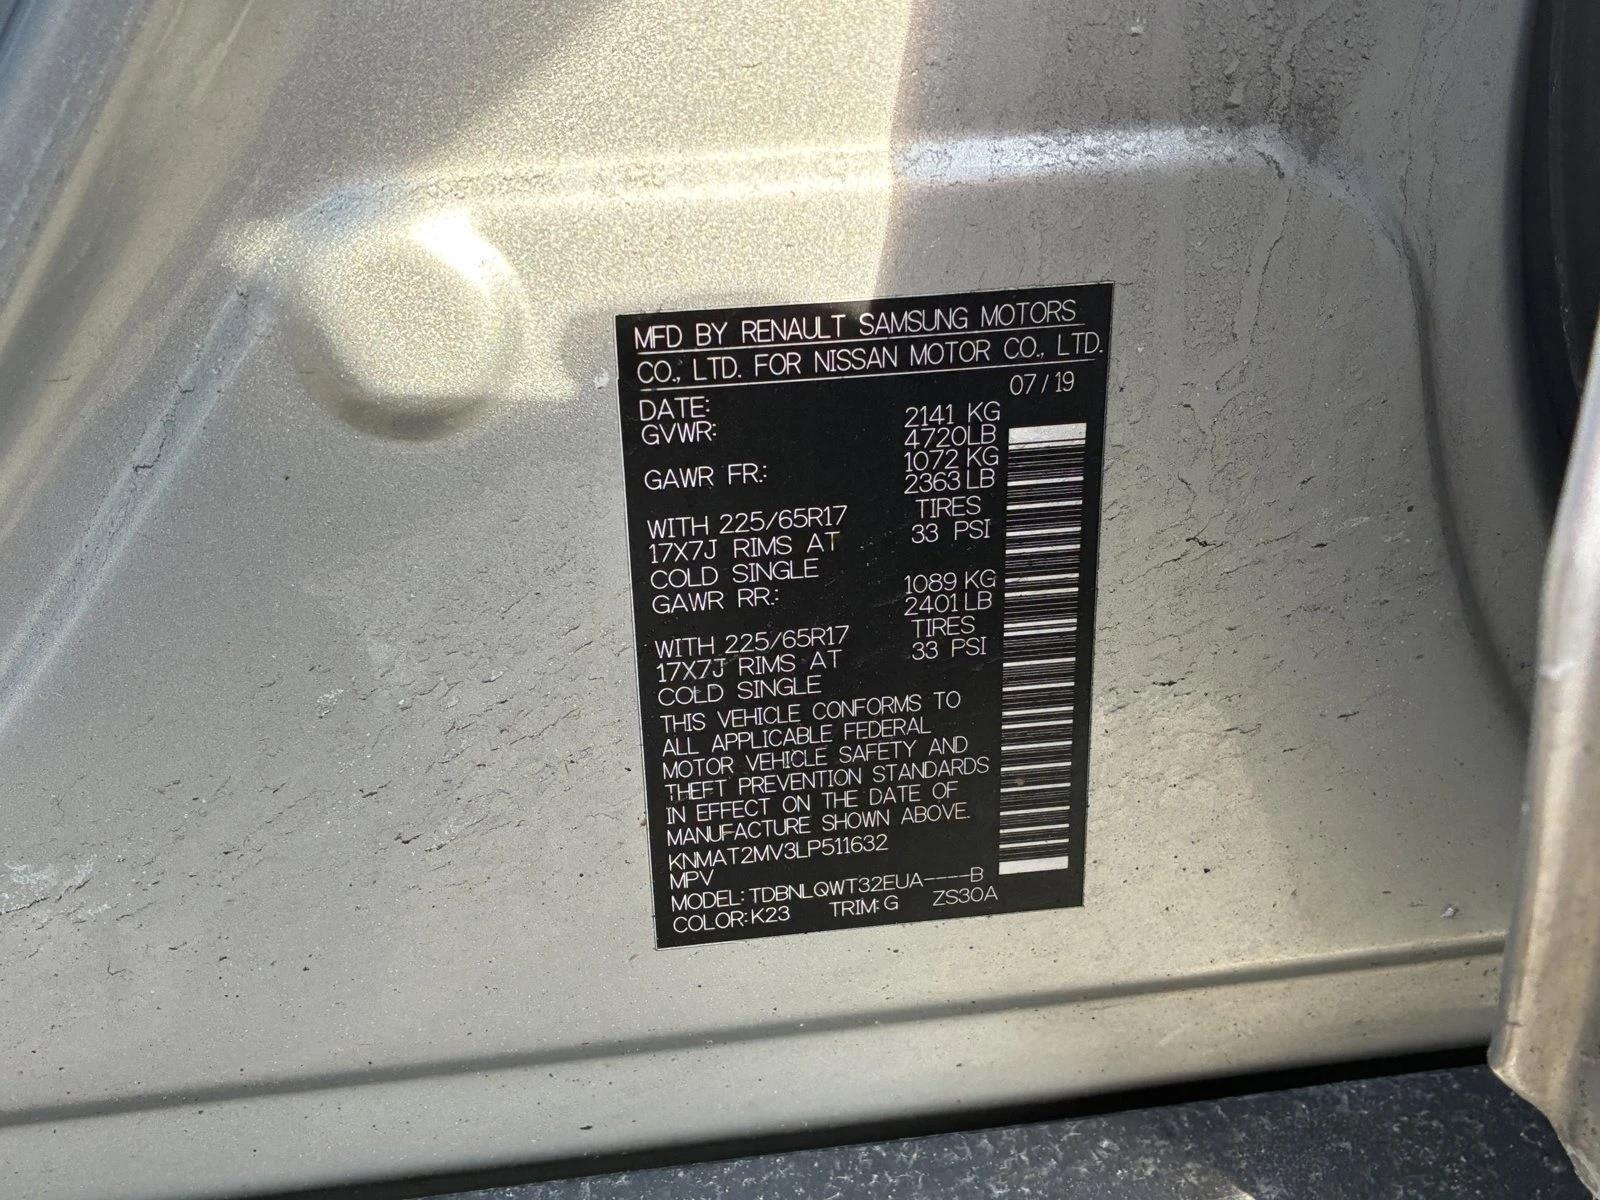 MFD BY RENAULT SAMSUNG MOTORS
CO., LTD. FOR NISSAN MOTOR CO., LTD.
DATE: 07/19
GVWR: 2141 KG
4720LB
GAWR FR.: 1072 KG
2363 LB
WITH 225/65R17 TIRES
17X7J RIMS AT 33 PSI
COLD SINGLE
GAWR RR.: 1089 KG
2401 LB
WITH 225/65R17 TIRES
17X7J RIMS AT 33 PSI
COLD SINGLE
THIS VEHICLE CONFORMS TO
ALL APPLICABLE FEDERAL
MOTOR VEHICLE SAFETY AND
THEFT PREVENTION STANDARDS
IN EFFECT ON THE DATE OF
MANUFACTURE SHOWN ABOVE.
KNMAT2MV3LP511632
MPV
MODEL: TDBNLQWT32EUA----B
COLOR: K23 TRIM: G ZS30A